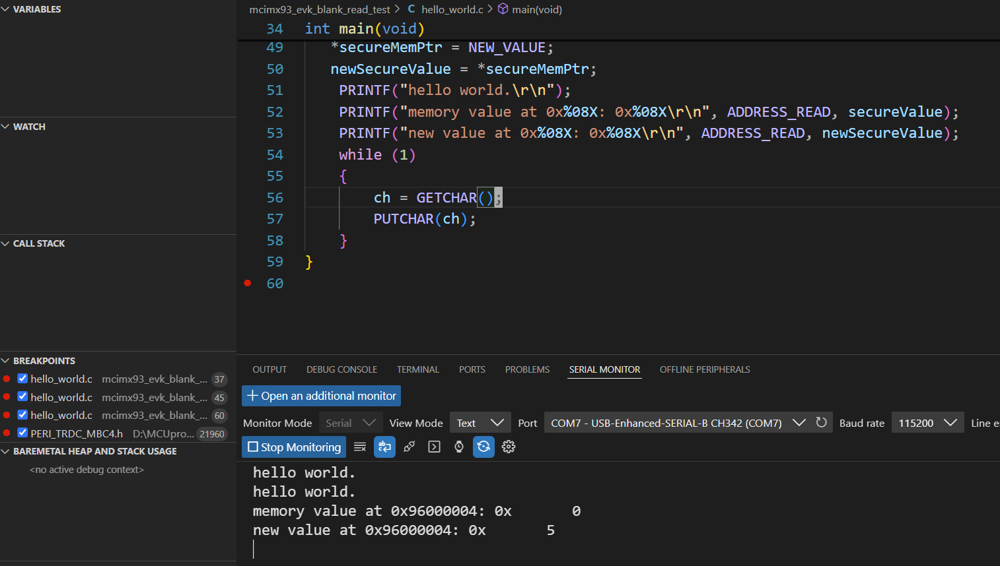 VARIABLES
WATCH
CALL STACK
BREAKPOINTS
hello_world.c mcimx93_evk_blank_... 37
hello_world.c mcimx93_evk_blank_... 45
hello_world.c mcimx93_evk_blank_... 60
PERI_TRDC_MBC4.h D:\MCUpro... 21960
BAREMETAL HEAP AND STACK USAGE
<no active debug context>
mcimx93_evk_blank_read_test > C hello_world.c > main(void)
34 int main(void)
49 *secureMemPtr = NEW_VALUE;
50 newSecureValue = *secureMemPtr;
51 PRINTF("hello world.\r\n");
52 PRINTF("memory value at 0x%08X: 0x%08X\r\n", ADDRESS_READ, secureValue);
53 PRINTF("new value at 0x%08X: 0x%08X\r\n", ADDRESS_READ, newSecureValue);
54 while (1)
55 {
56 ch = GETCHAR();
57 PUTCHAR(ch);
58 }
59 }
60
OUTPUT DEBUG CONSOLE TERMINAL PORTS PROBLEMS SERIAL MONITOR OFFLINE PERIPHERALS
+ Open an additional monitor
Monitor Mode Serial View Mode Text Port COM7 - USB-Enhanced-SERIAL-B CH342 (COM7) Baud rate 115200 Line e
Stop Monitoring
hello world.
hello world.
memory value at 0x96000004: 0x       0
new value at 0x96000004: 0x       5